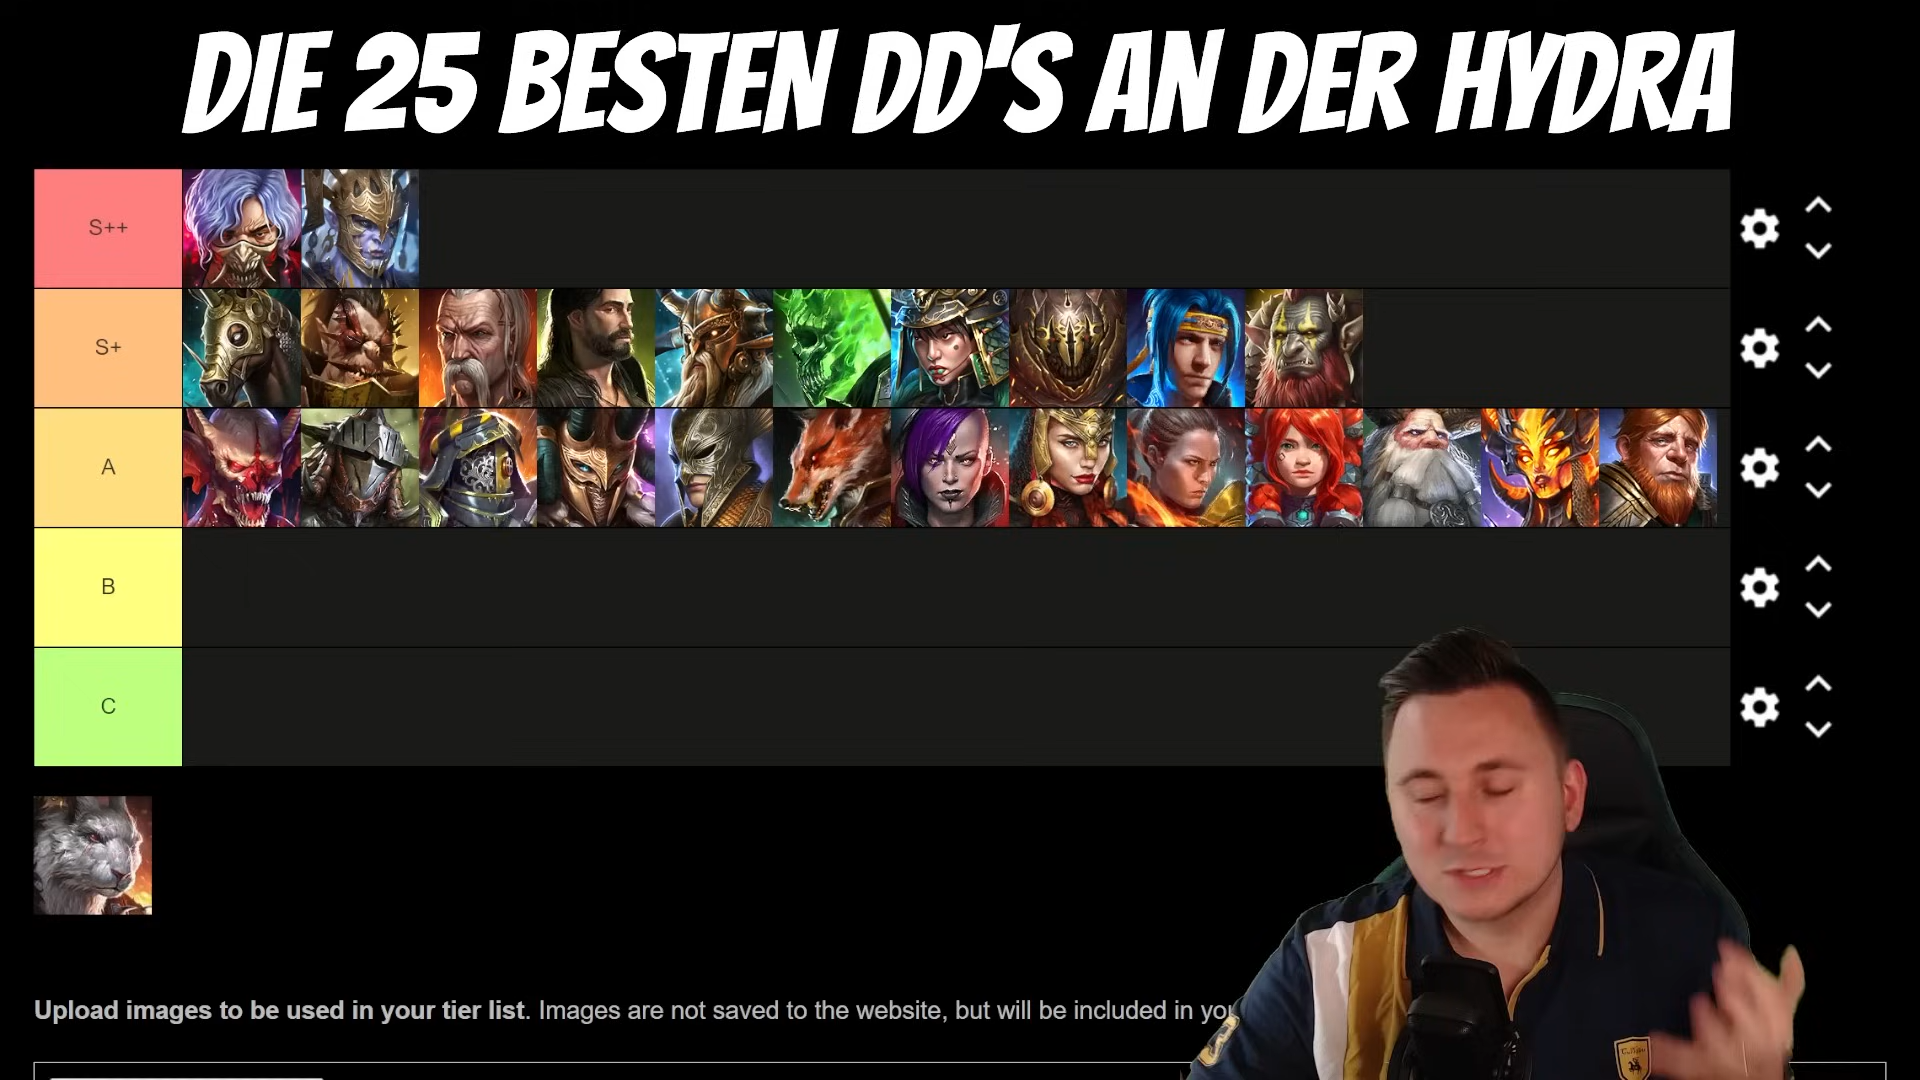 DIE 25 BESTEN DD'S AN DER HYDRA
S++
S+
A
B
C
Upload images to be used in your tier list. Images are not saved to the website, but will be included in
3